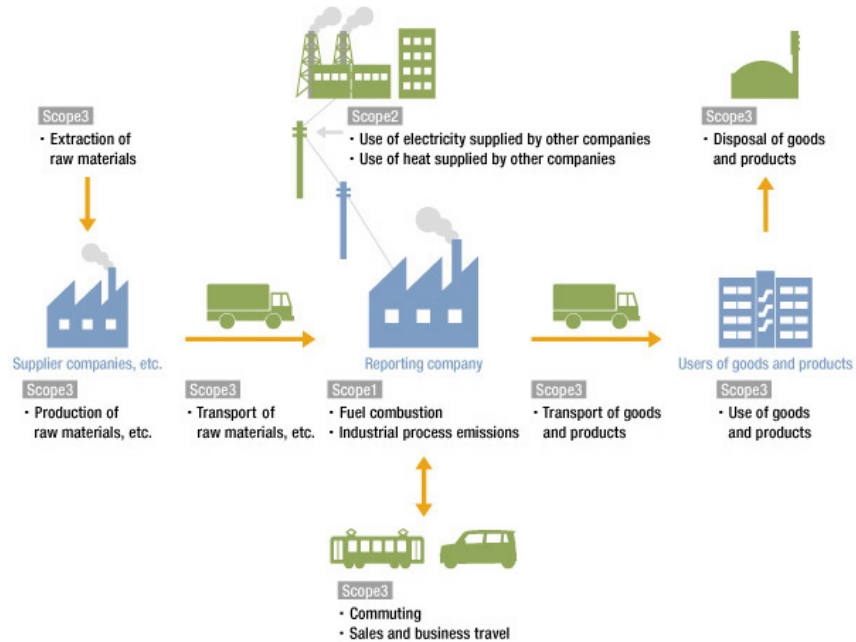 Scope3
・Extraction of
raw materials
Scope2
・Use of electricity supplied by other companies
・Use of heat supplied by other companies
Scope3
・Disposal of goods
and products
Supplier companies, etc.
Scope3
・Production of
raw materials, etc.
Scope3
・Transport of
raw materials, etc.
Reporting company
Scope1
・Fuel combustion
・Industrial process emissions
Scope3
・Transport of goods
and products
Users of goods and products
Scope3
・Use of goods
and products
Scope3
・Commuting
・Sales and business travel